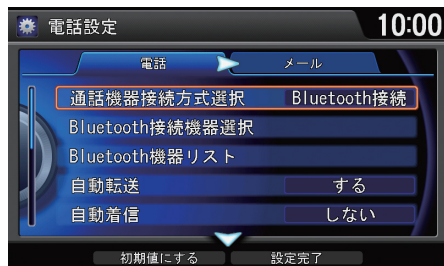 電話設定 10:00
電話 メール
通話機器接続方式選択 Bluetooth接続
Bluetooth接続機器選択
Bluetooth機器リスト
自動転送 する
自動着信 しない
初期値にする 設定完了